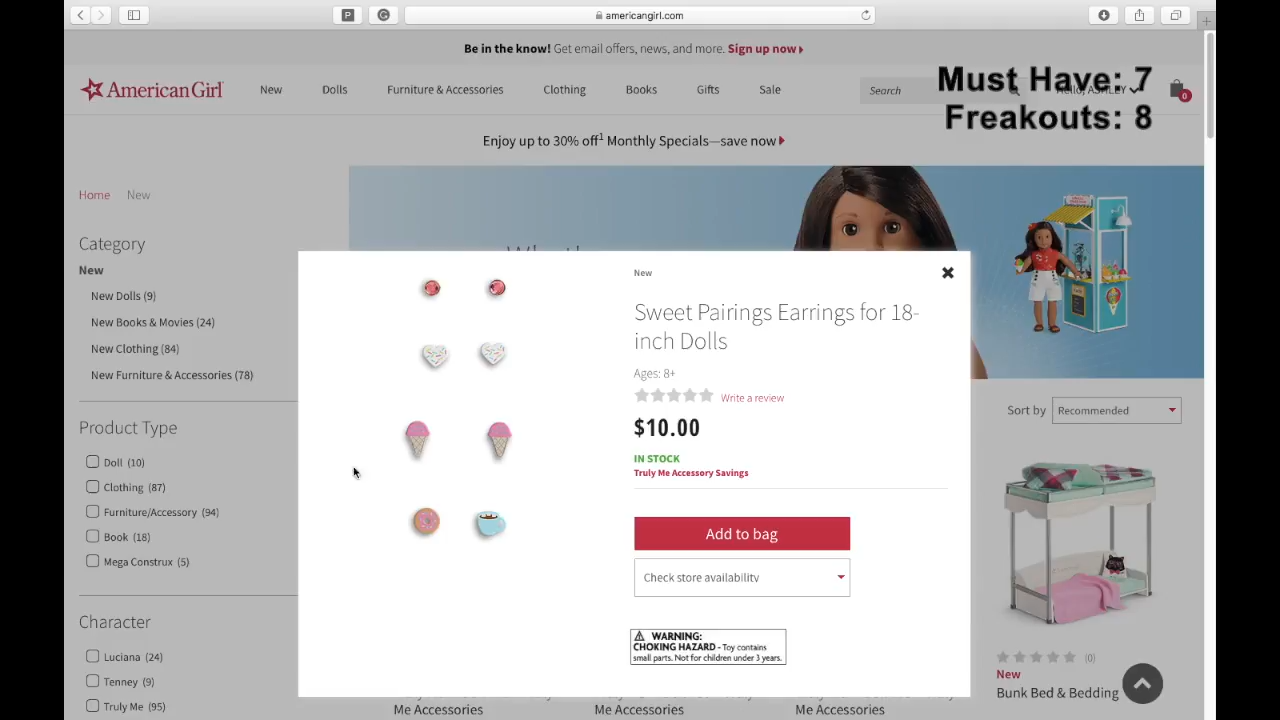 americangirl.com
Be in the know! Get email offers, news, and more. Sign up now
American Girl
New
Dolls
Furniture & Accessories
Clothing
Books
Gifts
Sale
Search
Hello, ASHLEY
0
Must Have: 7
Freakouts: 8
Enjoy up to 30% off1 Monthly Specials—save now
Home New
Category
New
New Dolls (9)
New Books & Movies (24)
New Clothing (84)
New Furniture & Accessories (78)
Product Type
Doll (10)
Clothing (87)
Furniture/Accessory (94)
Book (18)
Mega Construx (5)
Character
Luciana (24)
Tenney (9)
Truly Me (95)
New
Sweet Pairings Earrings for 18-
inch Dolls
Ages: 8+
Write a review
$10.00
IN STOCK
Truly Me Accessory Savings
Add to bag
Check store availability
WARNING:
CHOKING HAZARD - Toy contains
small parts. Not for children under 3 years.
Sort by Recommended
(0)
New
Bunk Bed & Bedding
Me Accessories
Me Accessories
Me Accessories